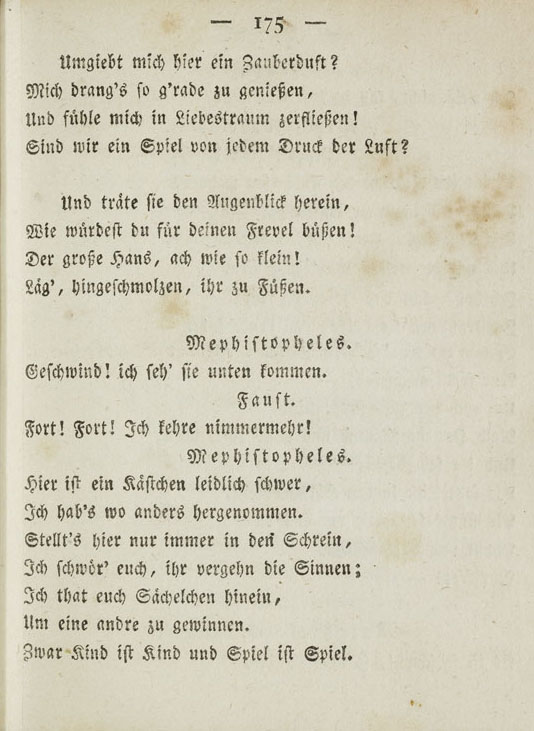 — 175 —
Umgiebt mich hier ein Zauberduft?
Mich drang's so g'rade zu genießen,
Und fühle mich in Liebestraum zerfließen!
Sind wir ein Spiel von jedem Druck der Luft?
Und träte sie den Augenblick herein,
Wie würdest du für deinen Frevel büßen!
Der große Hans, ach wie so klein!
Läg', hingeschmolzen, ihr zu Füßen.
Mephistopheles.
Geschwind! ich seh' sie unten kommen.
Faust.
Fort! Fort! Ich kehre nimmermehr!
Mephistopheles.
Hier ist ein Kästchen leidlich schwer,
Ich hab's wo anders hergenommen.
Stellt's hier nur immer in den Schrein,
Ich schwör' euch, ihr vergehn die Sinnen;
Ich that euch Sächelchen hinein,
Um eine andre zu gewinnen.
Zwar Kind ist Kind und Spiel ist Spiel.